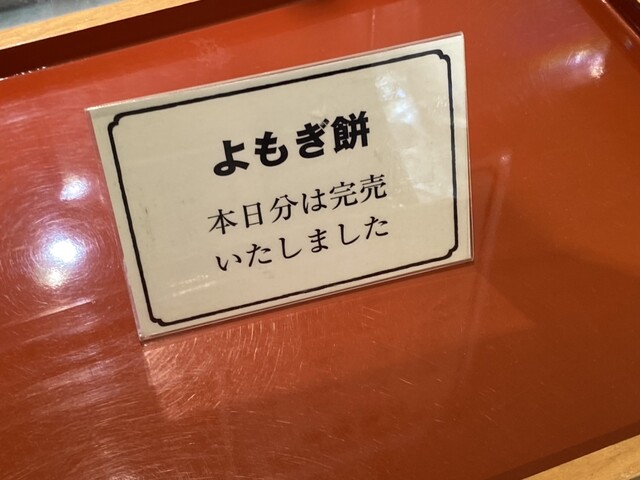 よもぎ餅
本日分は完売
いたしました